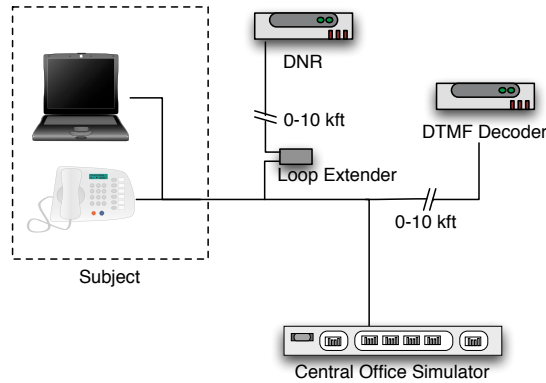 DNR
0-10 kft
DTMF Decoder
Loop Extender
0-10 kft
Subject
Central Office Simulator